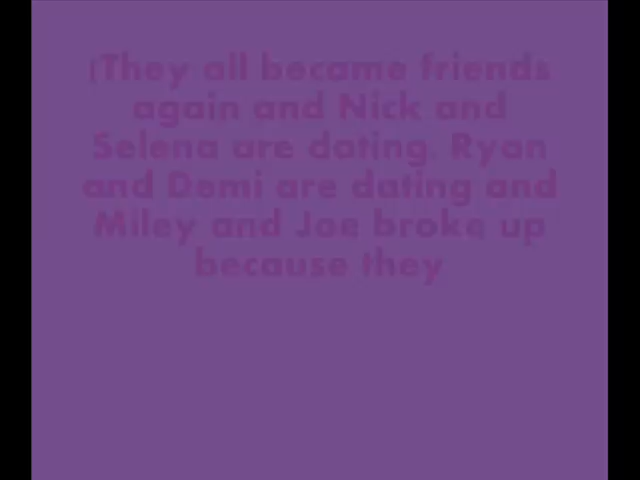 (They all became friends
again and Nick and
Selena are dating. Ryan
and Demi are dating and
Miley and Joe broke up
because they